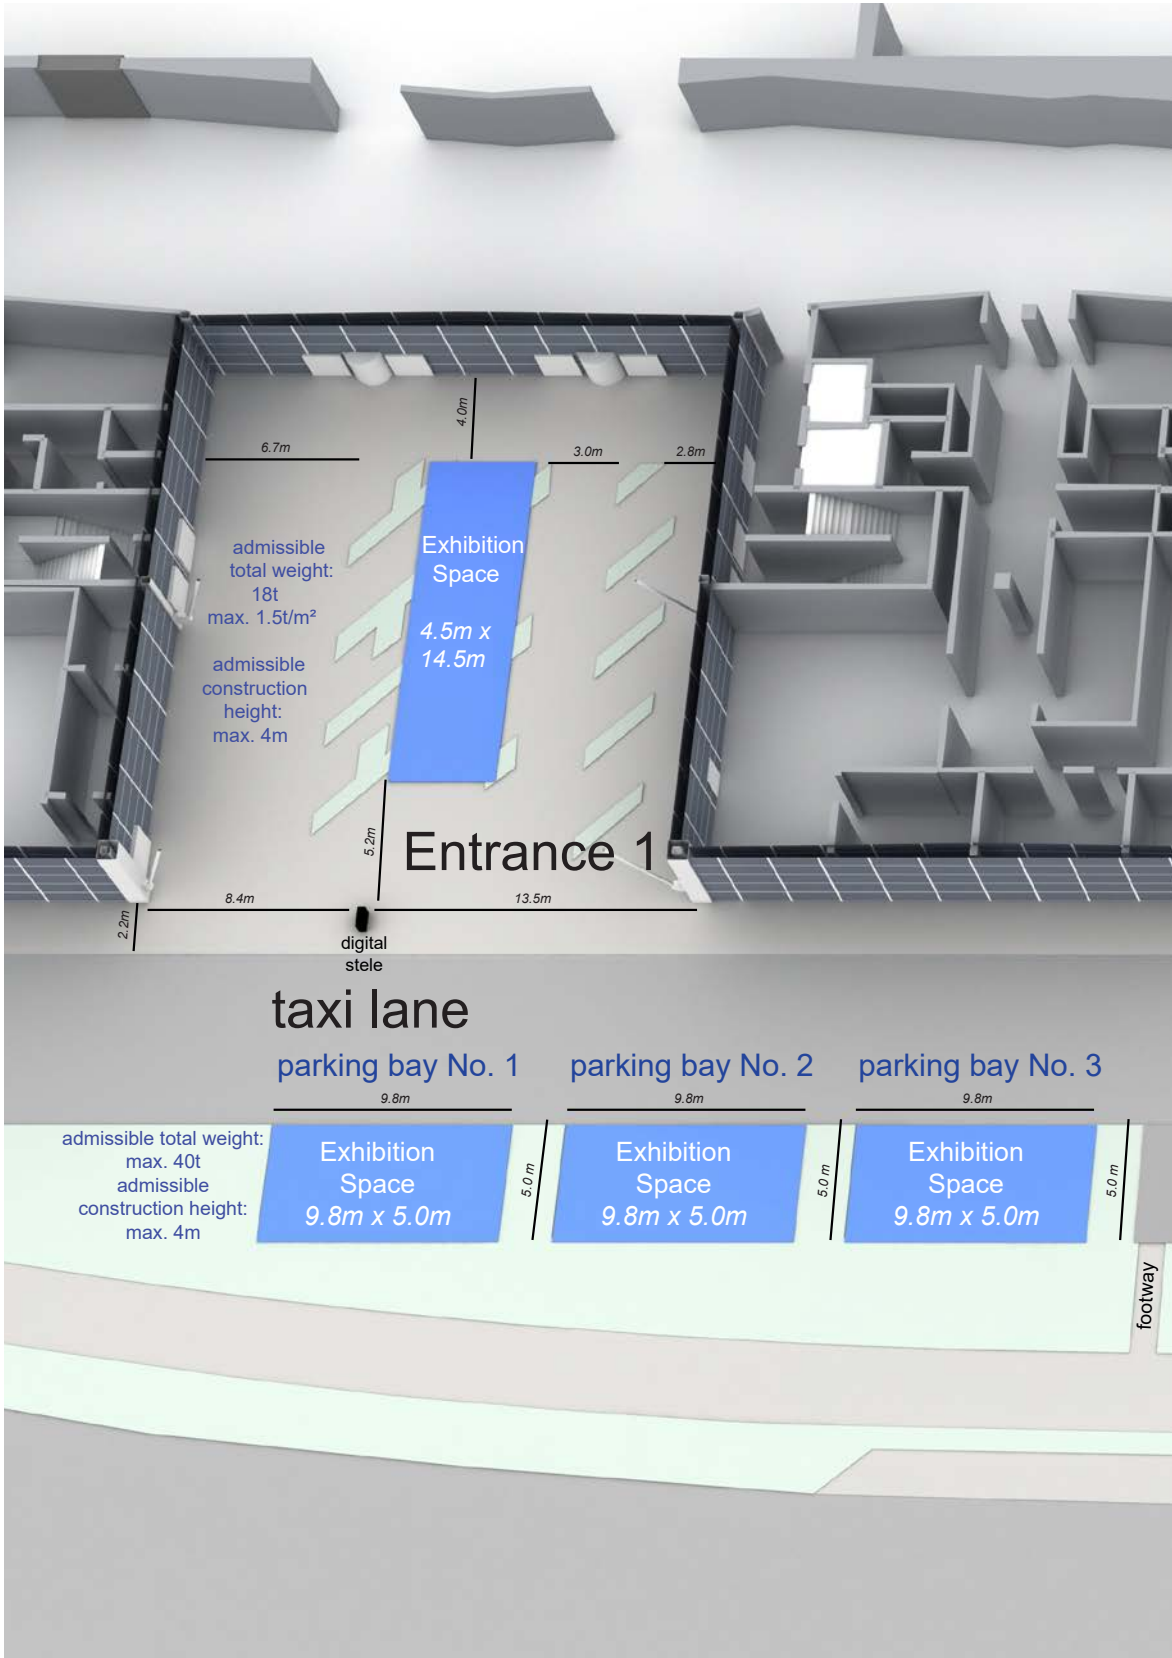 4.0m
6.7m
3.0m
2.8m
admissible
total weight:
18t
max. 1.5t/m²
admissible
construction
height:
max. 4m
Exhibition
Space
4.5m x
14.5m
5.2m
Entrance 1
8.4m
13.5m
2.2m
digital
stele
taxi lane
parking bay No. 1
parking bay No. 2
parking bay No. 3
9.8m
9.8m
9.8m
admissible total weight:
max. 40t
admissible
construction height:
max. 4m
Exhibition
Space
9.8m x 5.0m
5.0 m
Exhibition
Space
9.8m x 5.0m
5.0 m
Exhibition
Space
9.8m x 5.0m
5.0 m
footway